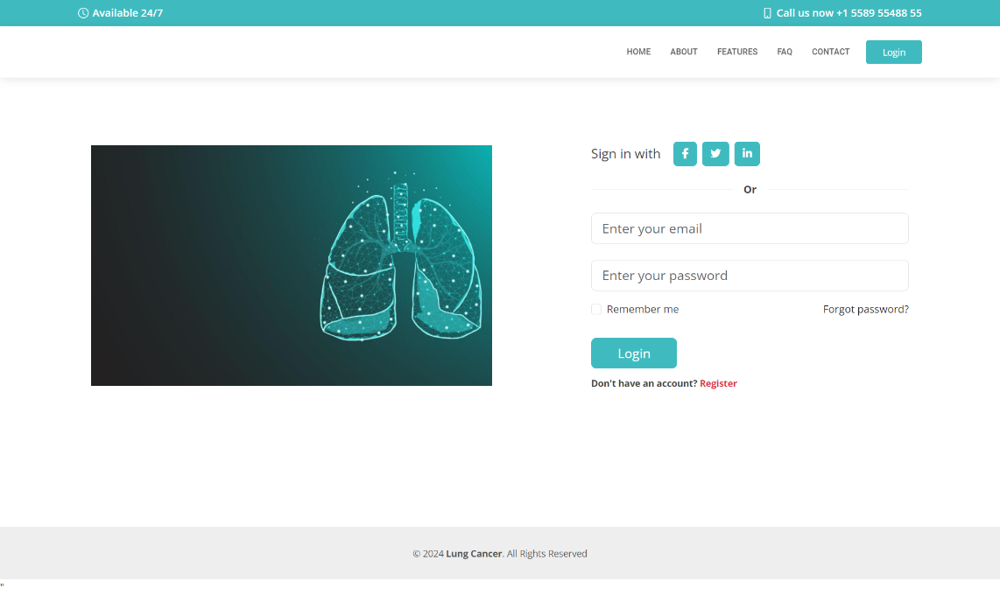 Available 24/7
Call us now +1 5589 55488 55
HOME ABOUT FEATURES FAQ CONTACT Login
Sign in with
Or
Enter your email
Enter your password
Remember me Forgot password?
Login
Don't have an account? Register
© 2024 Lung Cancer. All Rights Reserved
"